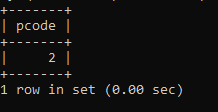 +-------+
| pcode |
+-------+
|     2 |
+-------+
1 row in set (0.00 sec)